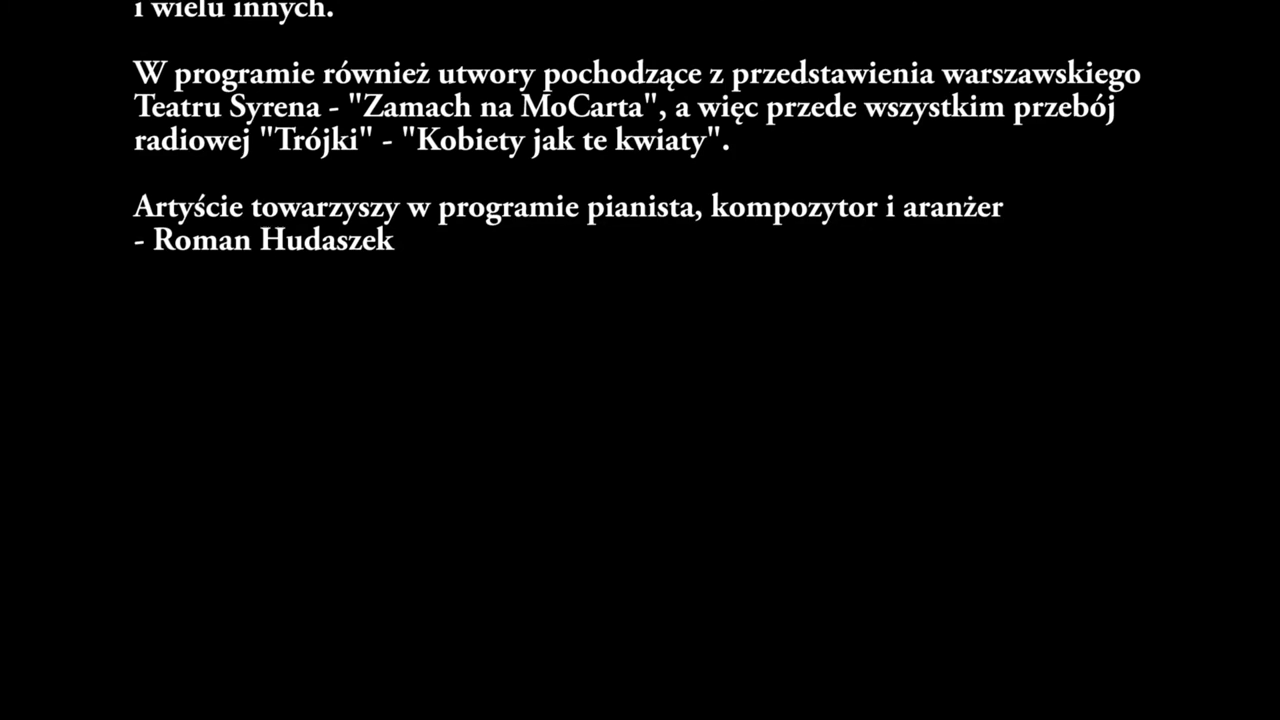 i wielu innych.
W programie również utwory pochodzące z przedstawienia warszawskiego
Teatru Syrena - "Zamach na MoCarta", a więc przede wszystkim przebój
radiowej "Trójki" - "Kobiety jak te kwiaty".
Artyście towarzyszy w programie pianista, kompozytor i aranżer
- Roman Hudaszek